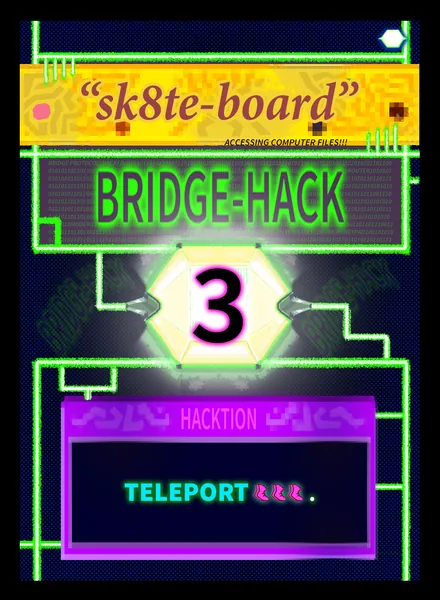 “sk8te-board”
ACCESSING COMPUTER FILES!!!
BRIDGE-HACK
3
HACKTION
TELEPORT 👢👢👢.